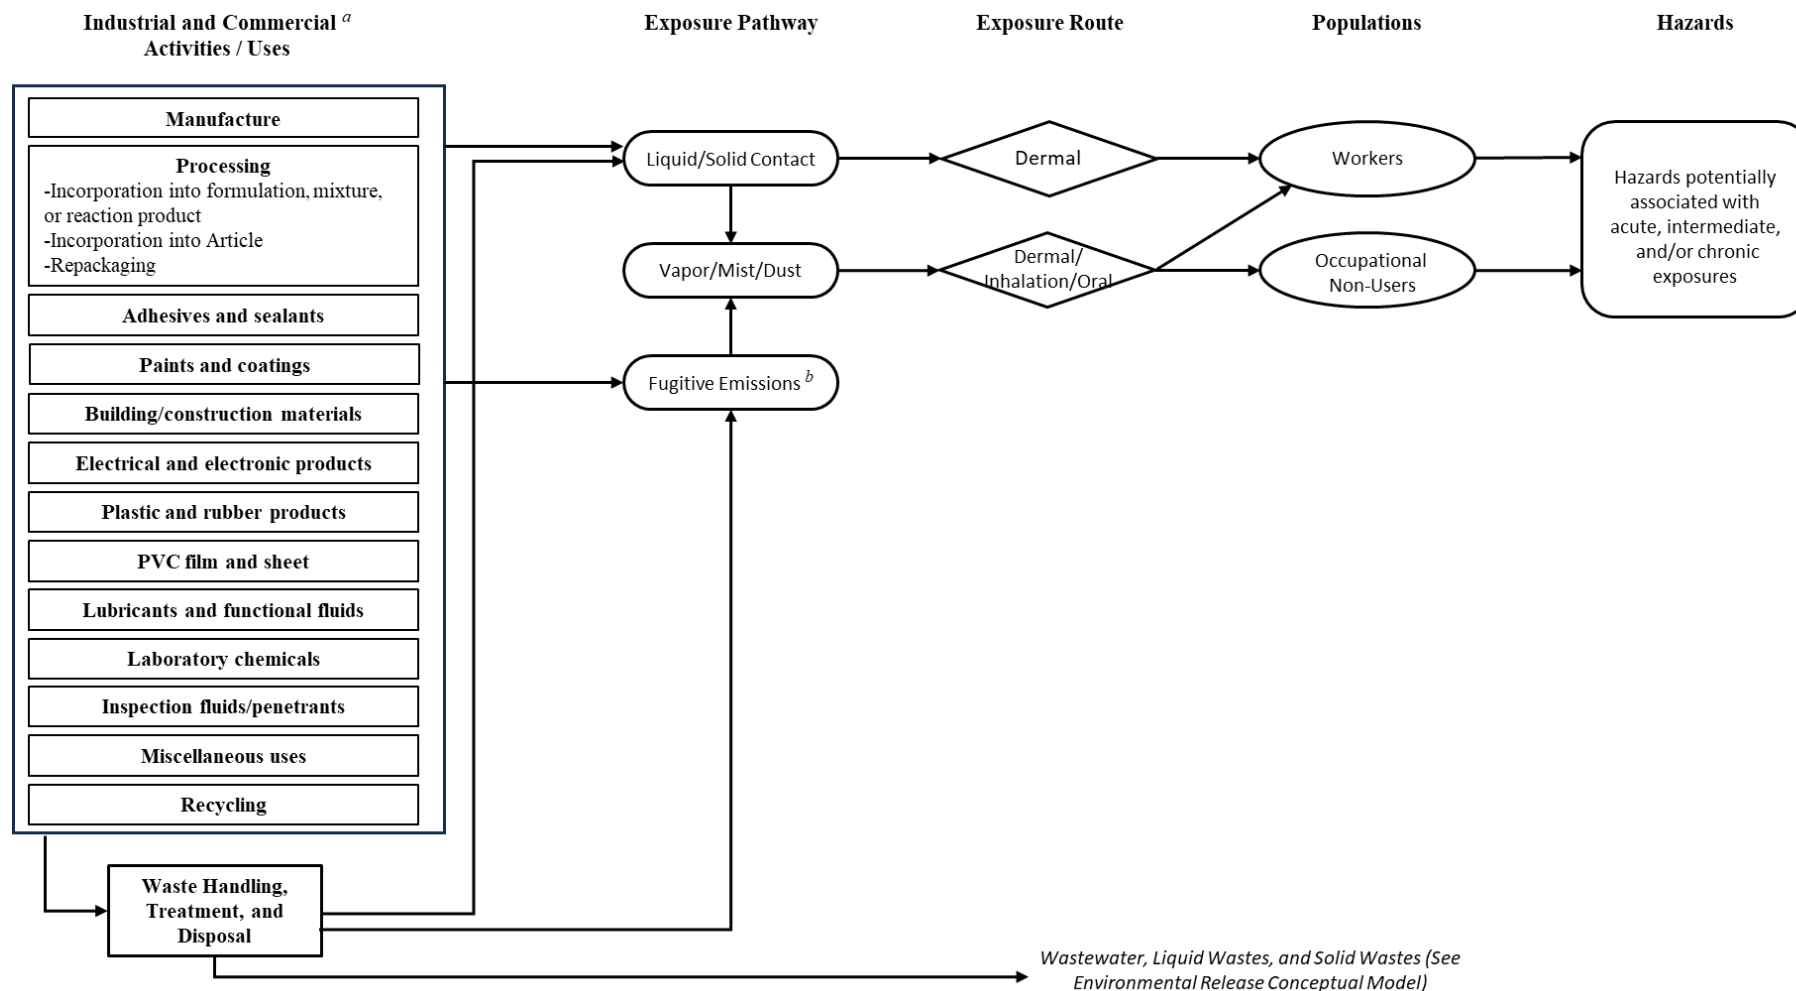 Industrial and Commercial a
Activities / Uses
Exposure Pathway
Exposure Route
Populations
Hazards
Manufacture
Processing
-Incorporation into formulation, mixture,
or reaction product
-Incorporation into Article
-Repackaging
Adhesives and sealants
Paints and coatings
Building/construction materials
Electrical and electronic products
Plastic and rubber products
PVC film and sheet
Lubricants and functional fluids
Laboratory chemicals
Inspection fluids/penetrants
Miscellaneous uses
Recycling
Waste Handling,
Treatment, and
Disposal
Liquid/Solid Contact
Vapor/Mist/Dust
Fugitive Emissions b
Dermal
Dermal/
Inhalation/Oral
Workers
Occupational
Non-Users
Hazards potentially
associated with
acute, intermediate,
and/or chronic
exposures
Wastewater, Liquid Wastes, and Solid Wastes (See
Environmental Release Conceptual Model)